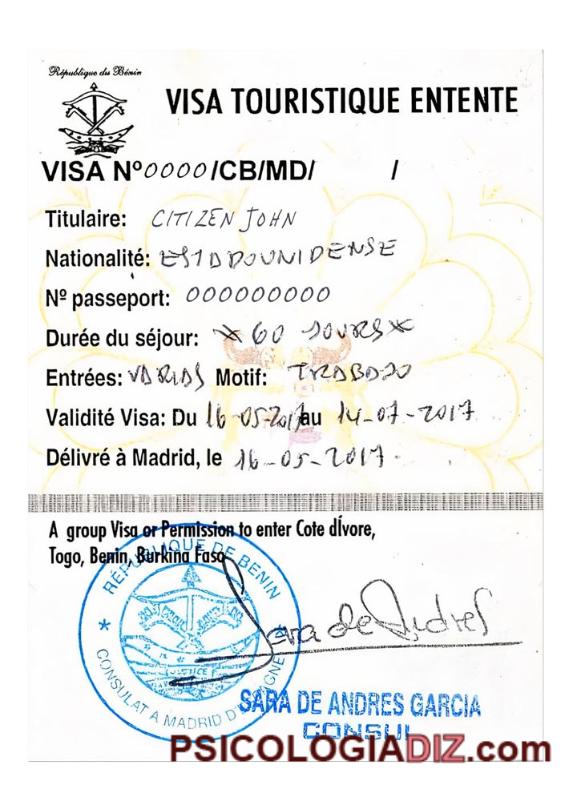 République du Bénin
VISA TOURISTIQUE ENTENTE
VISA Nº0000/CB/MD/ /
Titulaire: CITIZEN JOHN
Nationalité: ESTADOUNIDENSE
Nº passeport: 000000000
Durée du séjour: *60 JOURS*
Entrées: VARIAS Motif: TRABAJO
Validité Visa: Du 16-05-2017 au 14-07-2017
Délivré à Madrid, le 16-05-2017-
A group Visa or Permission to enter Cote dÍvore,
Togo, Benin, Burkina Faso
RÉPUBLIQUE DE BENIN
CONSULAT A MADRID D'ESPAGNE
Sara de Andres
SARA DE ANDRES GARCIA
CONSUL
PSICOLOGIADIZ.com